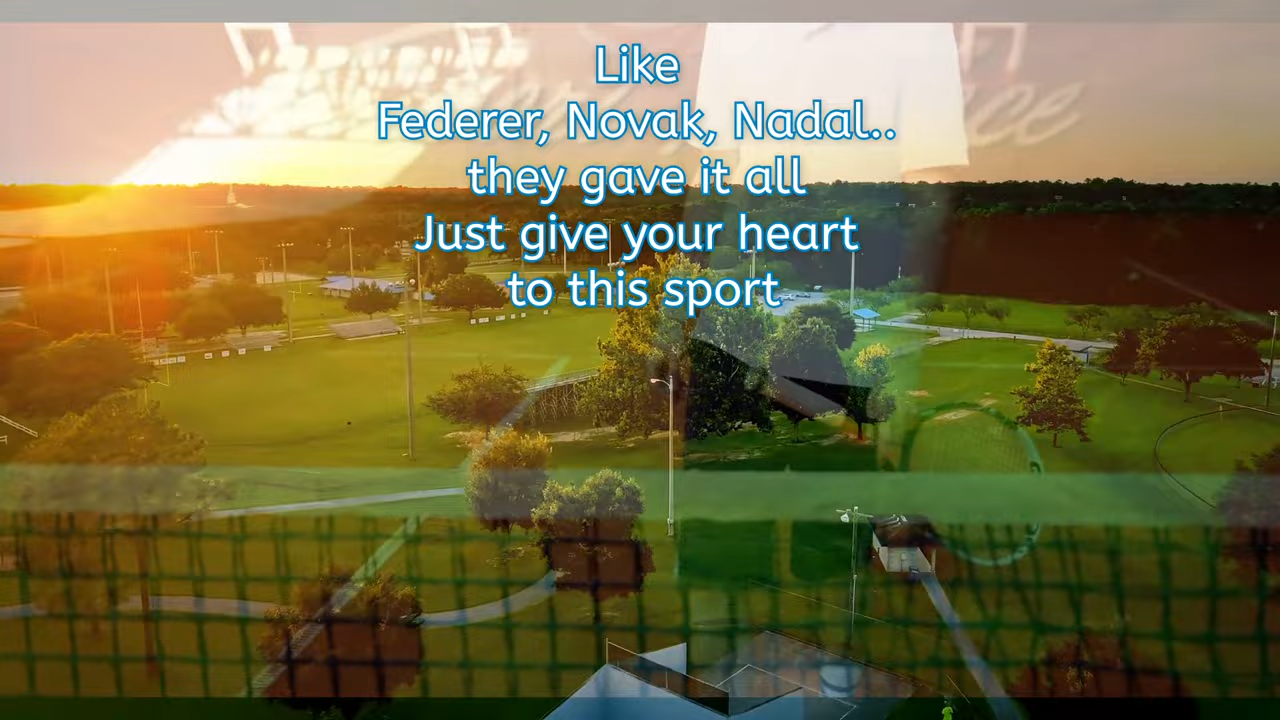 Like
Federer, Novak, Nadal..
they gave it all
Just give your heart
to this sport